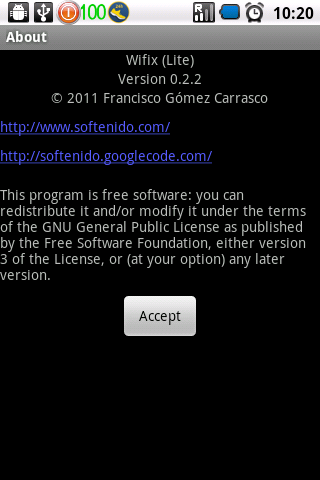 100 10:20
About
Wifix (Lite)
Version 0.2.2
© 2011 Francisco Gómez Carrasco
http://www.softenido.com/
http://softenido.googlecode.com/
This program is free software: you can
redistribute it and/or modify it under the terms
of the GNU General Public License as published
by the Free Software Foundation, either version
3 of the License, or (at your option) any later
version.
Accept